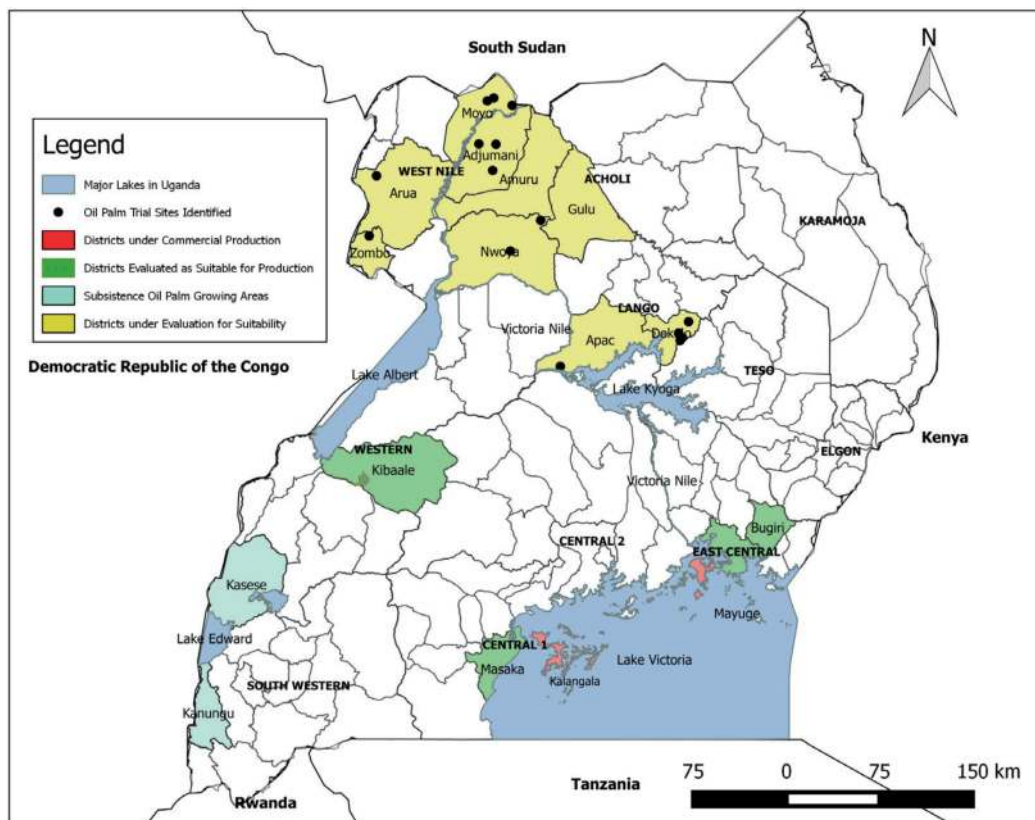 South Sudan
N
Legend
Major Lakes in Uganda
Oil Palm Trial Sites Identified
Districts under Commercial Production
Districts Evaluated as Suitable for Production
Subsistence Oil Palm Growing Areas
Districts under Evaluation for Suitability
Moyo
Adjumani
WEST NILE
Amuru
ACHOLI
Arua
Gulu
KARAMOJA
Zombo
Nwoya
LANGO
Victoria Nile
Apac
Democratic Republic of the Congo
Lake Albert
TESO
Lake Kyoga
Kenya
WESTERN
ELGON
Kibaale
Victoria Nile
Bugiri
CENTRAL 2
EAST CENTRAL
Kasese
Mayuge
Lake Edward
CENTRAL 1
Lake Victoria
Masaka
Kalangala
SOUTH WESTERN
Kanungu
Tanzania
75 0 75 150 km
Rwanda